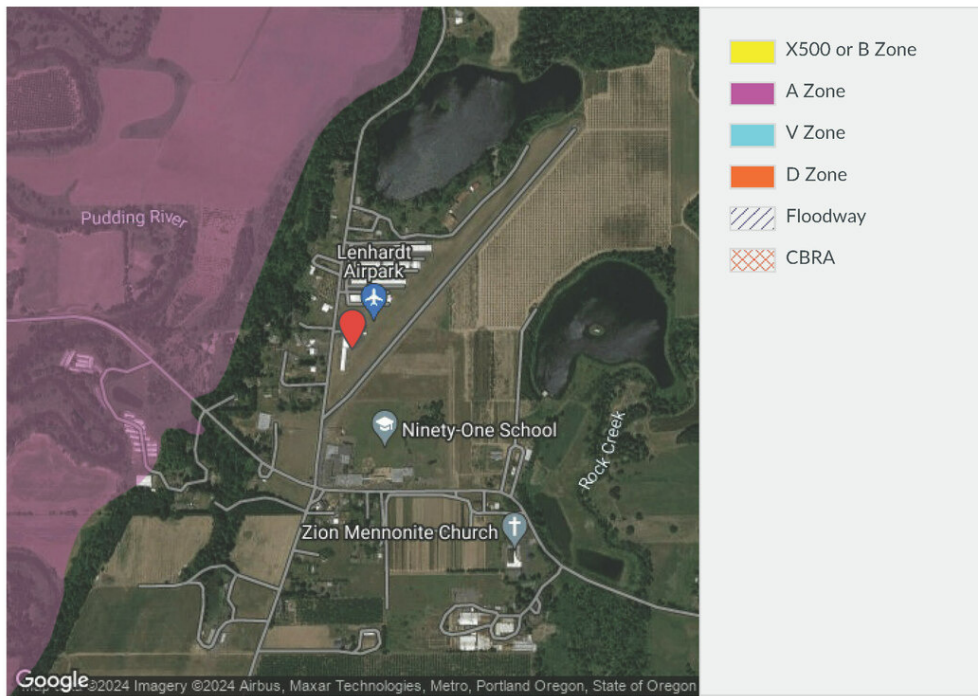 X500 or B Zone
A Zone
V Zone
D Zone
Floodway
CBRA
Pudding River
Lenhardt
Airpark
Ninety-One School
Rock Creek
Zion Mennonite Church
Google
©2024 Imagery ©2024 Airbus, Maxar Technologies, Metro, Portland Oregon, State of Oregon